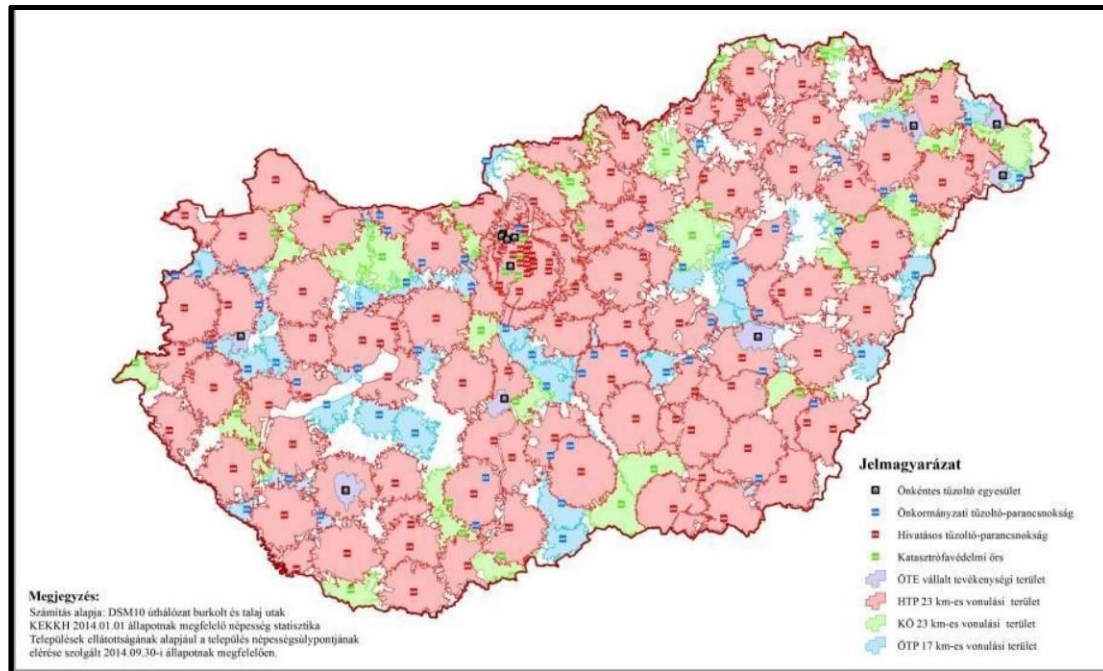 Jelmagyarázat
Önkéntes tűzoltó egyesület
Önkormányzati tűzoltó-parancsnokság
Hivatásos tűzoltó-parancsnokság
Katasztrófavédelmi őrs
ÖTE vállalt tevékenységi terület
HTP 23 km-es vonulási terület
KŐ 23 km-es vonulási terület
ÖTP 17 km-es vonulási terület
Megjegyzés:
Számítás alapja: DSM10 úthálózat burkolt és talaj utak
KEKKH 2014.01.01 állapotnak megfelelő népesség statisztika
Települések ellátottságának alapjául a település népességsúlypontjának
elérése szolgált 2014.09.30-i állapotnak megfelelően.